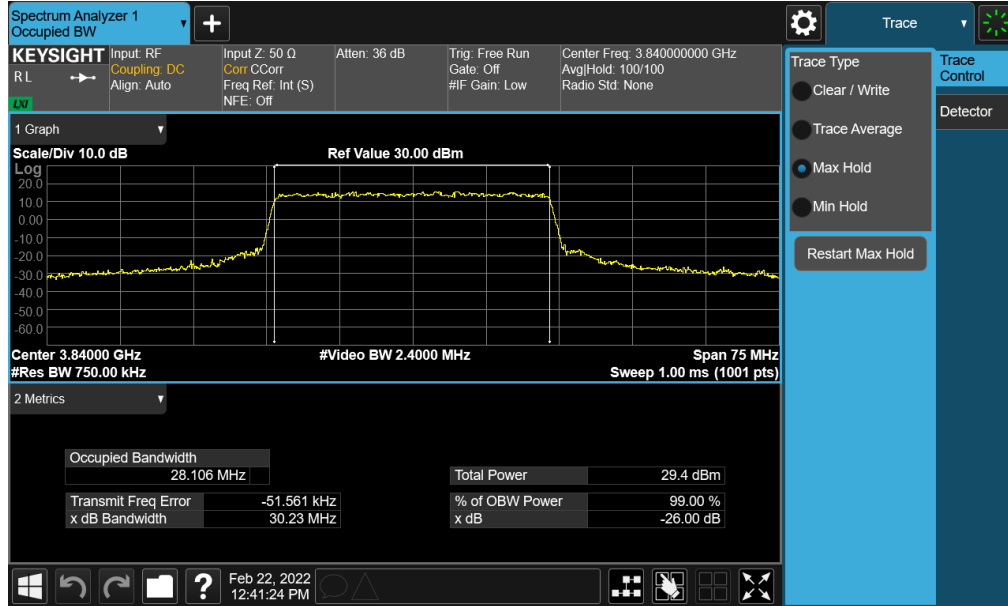 Spectrum Analyzer 1
Occupied BW
+
Trace
KEYSIGHT
R L
LXI
Input: RF
Coupling: DC
Align: Auto
Input Z: 50 Ω
Corr CCorr
Freq Ref: Int (S)
NFE: Off
Atten: 36 dB
Trig: Free Run
Gate: Off
#IF Gain: Low
Center Freq: 3.840000000 GHz
Avg|Hold: 100/100
Radio Std: None
Trace Type
Clear / Write
Trace Average
Max Hold
Min Hold
Restart Max Hold
Trace
Control
Detector
1 Graph
Scale/Div 10.0 dB
Ref Value 30.00 dBm
Log
20.0
10.0
0.00
-10.0
-20.0
-30.0
-40.0
-50.0
-60.0
Center 3.84000 GHz
#Video BW 2.4000 MHz
Span 75 MHz
#Res BW 750.00 kHz
Sweep 1.00 ms (1001 pts)
2 Metrics
Occupied Bandwidth
28.106 MHz
Total Power 29.4 dBm
Transmit Freq Error -51.561 kHz
% of OBW Power 99.00 %
x dB Bandwidth 30.23 MHz
x dB -26.00 dB
?
Feb 22, 2022
12:41:24 PM